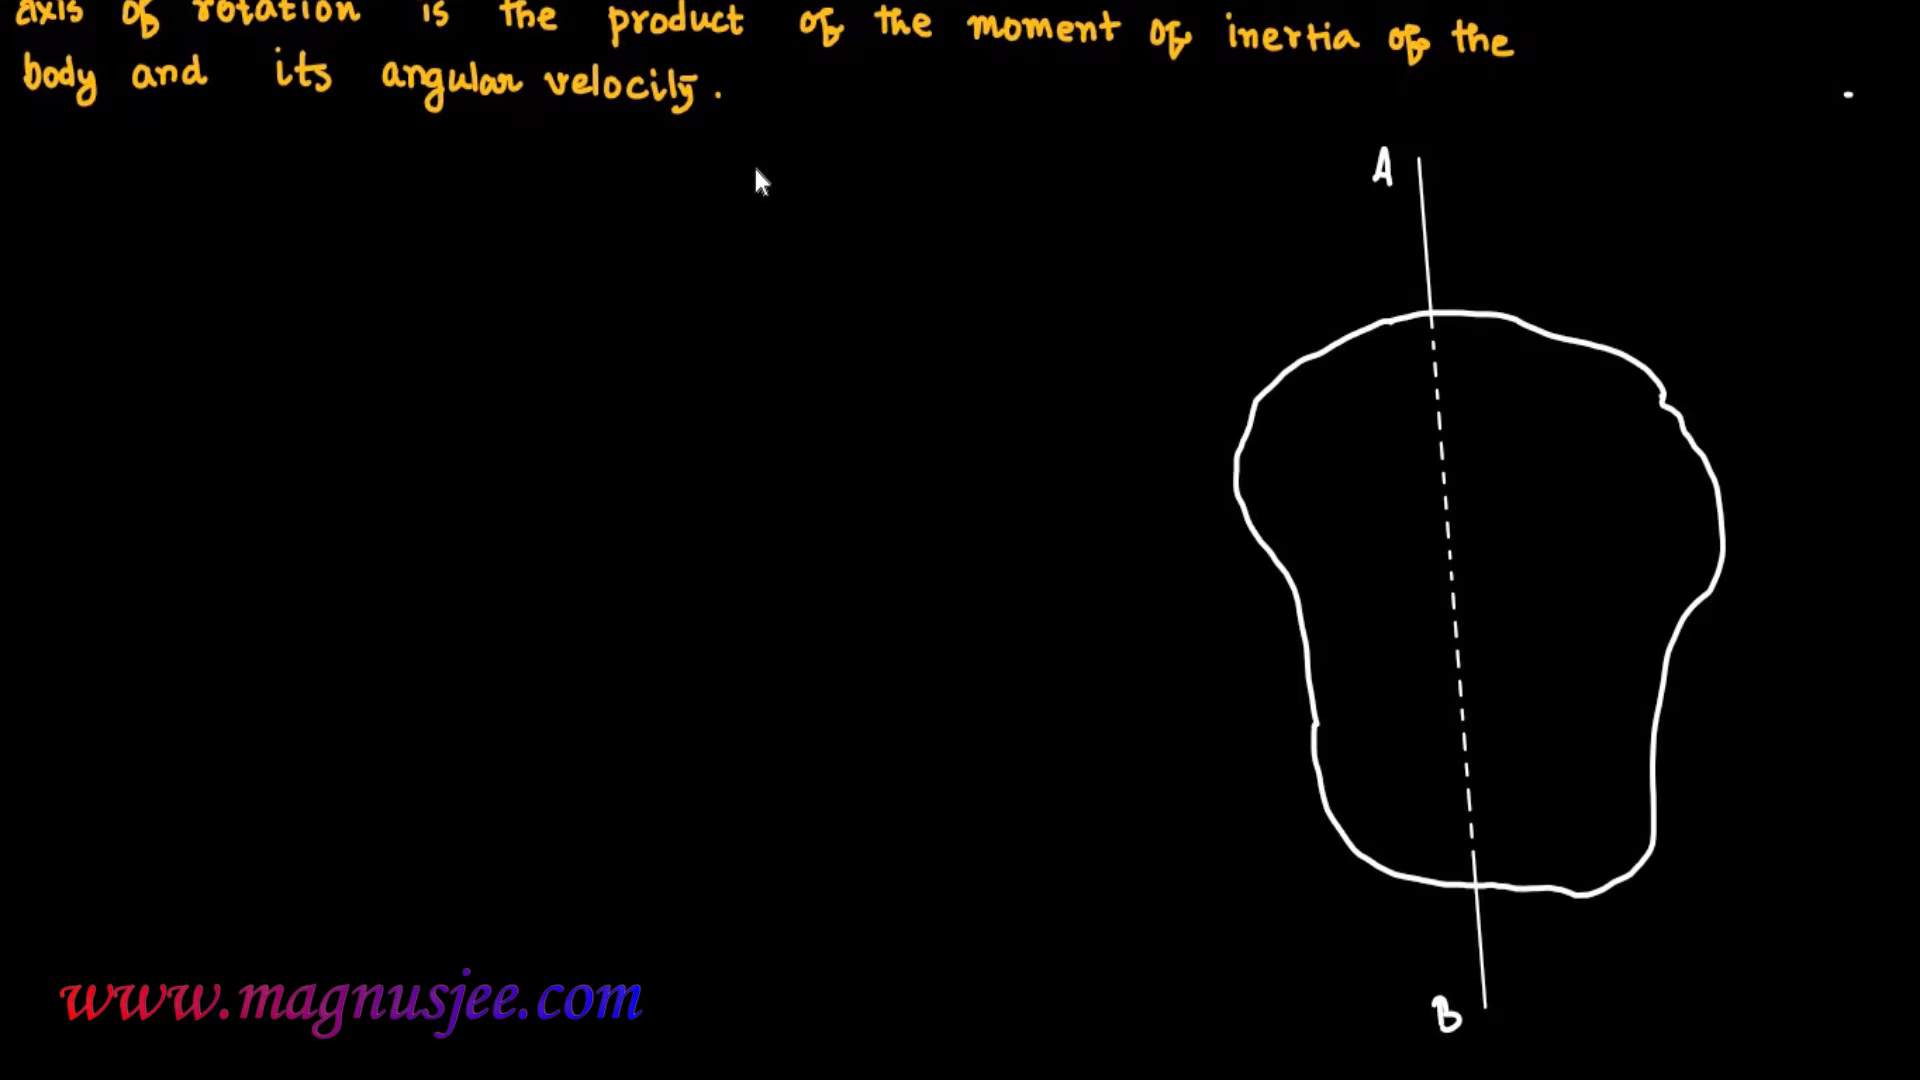 axis of rotation is the product of the moment of inertia of the
body and its angular velocity.
A
B
www.magnusjee.com